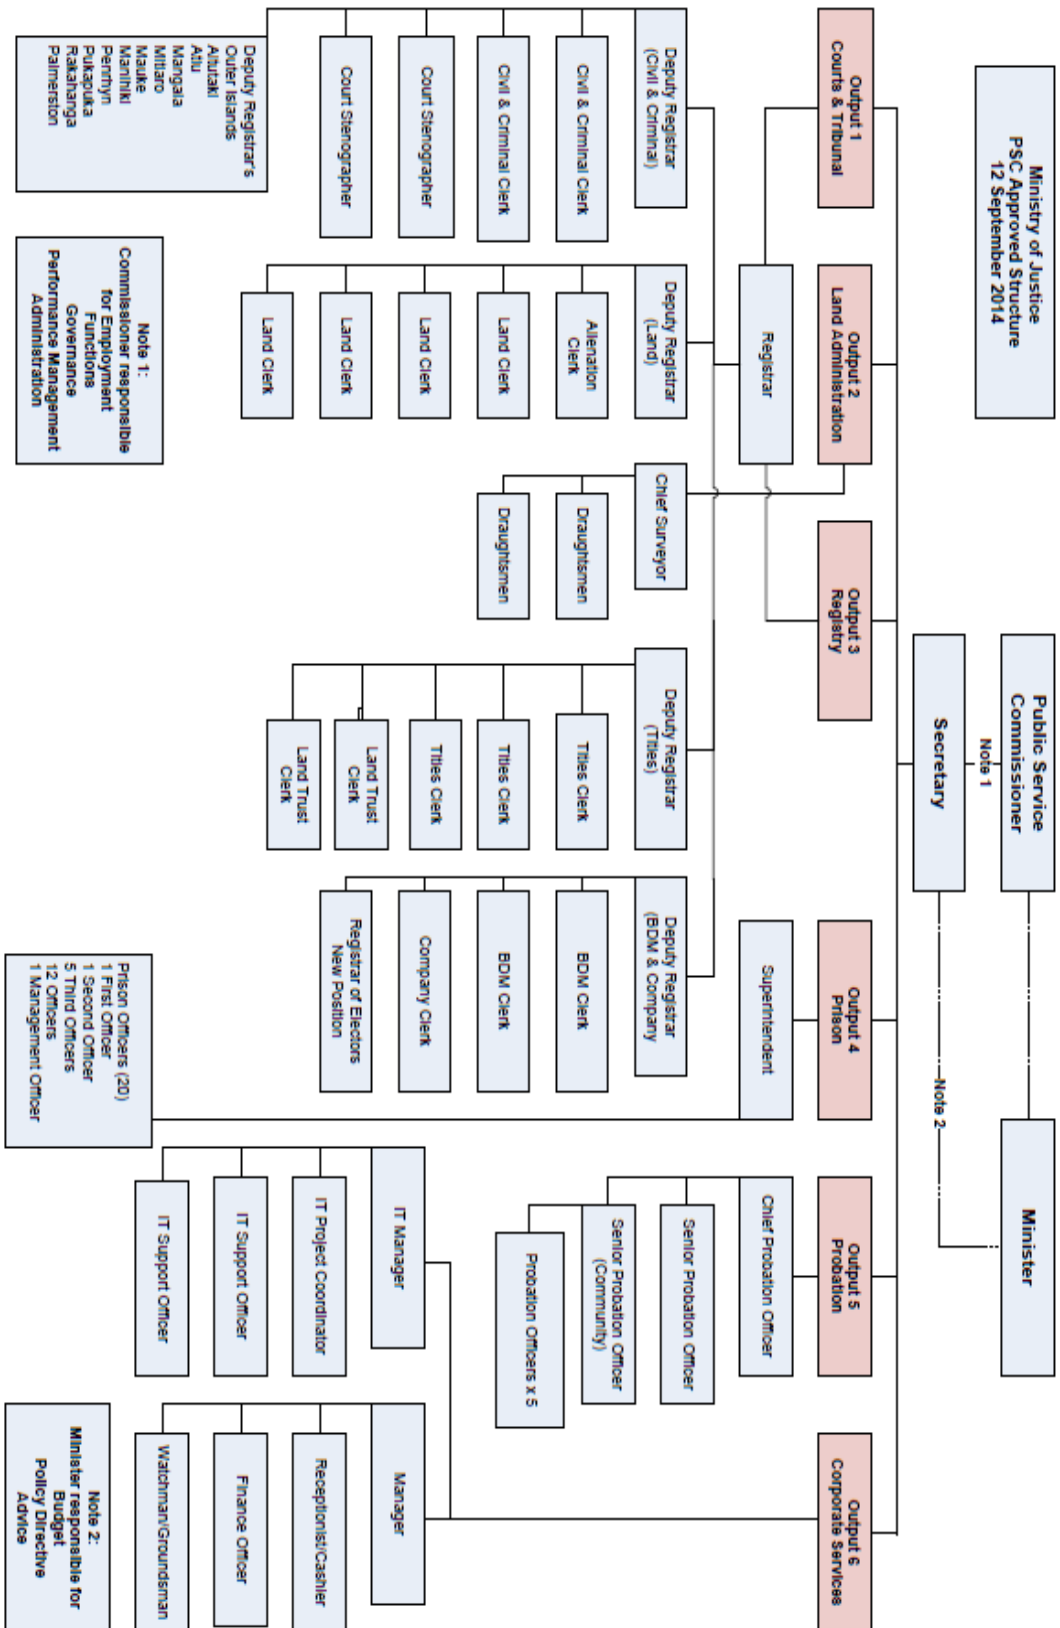 Ministry of Justice
PSC Approved Structure
12 September 2014
Public Service
Commissioner
Minister
Note 1
Note 2
Secretary
Output 1
Courts & Tribunal
Output 2
Land Administration
Output 3
Registry
Output 4
Prison
Output 5
Probation
Output 6
Corporate Services
Registrar
Superintendent
Chief Probation Officer
Senior Probation Officer
Senior Probation Officer
(Community)
Probation Officers x 5
Deputy Registrar
(Civil & Criminal)
Civil & Criminal Clerk
Civil & Criminal Clerk
Court Stenographer
Court Stenographer
Deputy Registrar's
Outer Islands
Aitutaki
Atiu
Mangaia
Mitiaro
Mauke
Manihiki
Penrhyn
Pukapuka
Rakahanga
Palmerston
Deputy Registrar
(Land)
Alienation
Clerk
Land Clerk
Land Clerk
Land Clerk
Land Clerk
Chief Surveyor
Draughtsmen
Draughtsmen
Deputy Registrar
(Titles)
Titles Clerk
Titles Clerk
Titles Clerk
Land Trust
Clerk
Land Trust
Clerk
Deputy Registrar
(BDM & Company)
BDM Clerk
BDM Clerk
Company Clerk
Registrar of Electors
New Position
Prison Officers (20)
1 First Officer
1 Second Officer
5 Third Officers
12 Officers
1 Management Officer
IT Manager
IT Project Coordinator
IT Support Officer
IT Support Officer
Manager
Receptionist/Cashier
Finance Officer
Watchman/Groundsman
Note 1:
Commissioner responsible
for Employment
Functions
Governance
Performance Management
Administration
Note 2:
Minister responsible for
Budget
Policy Directive
Advice